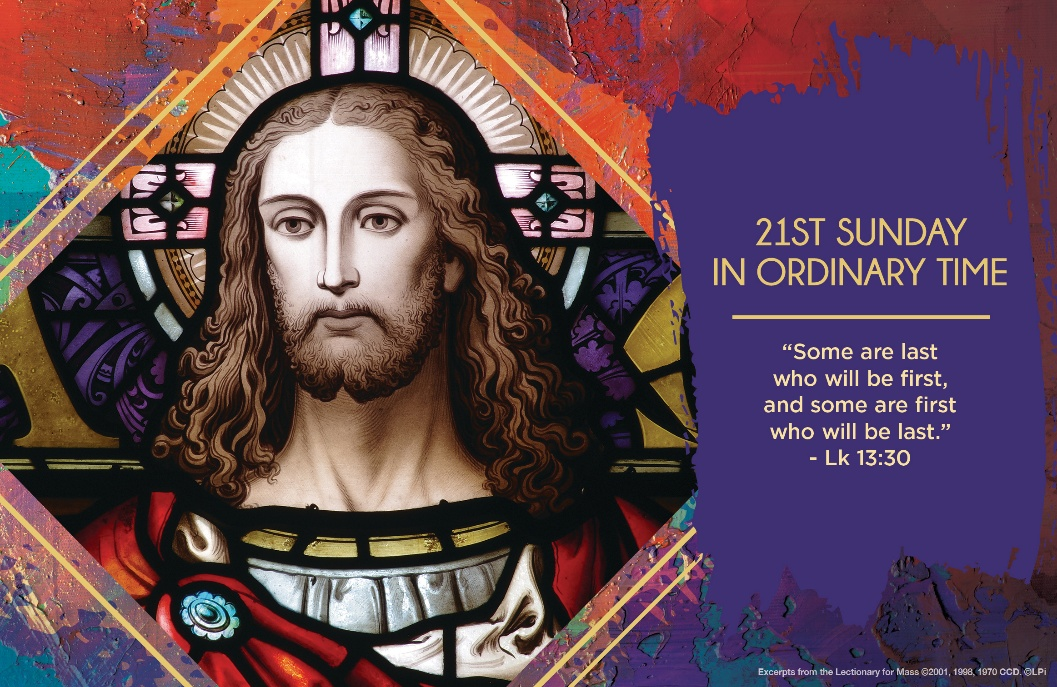 21ST SUNDAY
IN ORDINARY TIME
“Some are last
who will be first,
and some are first
who will be last.”
- Lk 13:30
Excerpts from the Lectionary for Mass ©2001, 1998, 1970 CCD. ©LPi